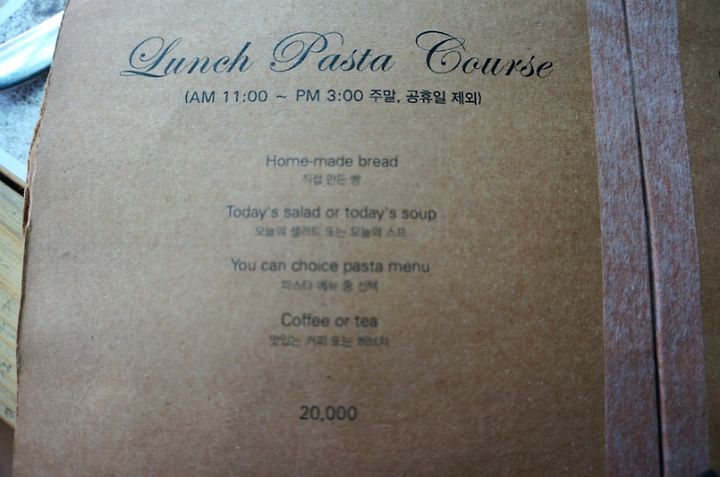 Lunch Pasta Course
(AM 11:00 ~ PM 3:00 주말, 공휴일 제외)
Home-made bread
직접 만든 빵
Today's salad or today's soup
오늘의 샐러드 또는 오늘의 스프
You can choice pasta menu
파스타 메뉴 중 선택
Coffee or tea
맛있는 커피 또는 허브차
20,000